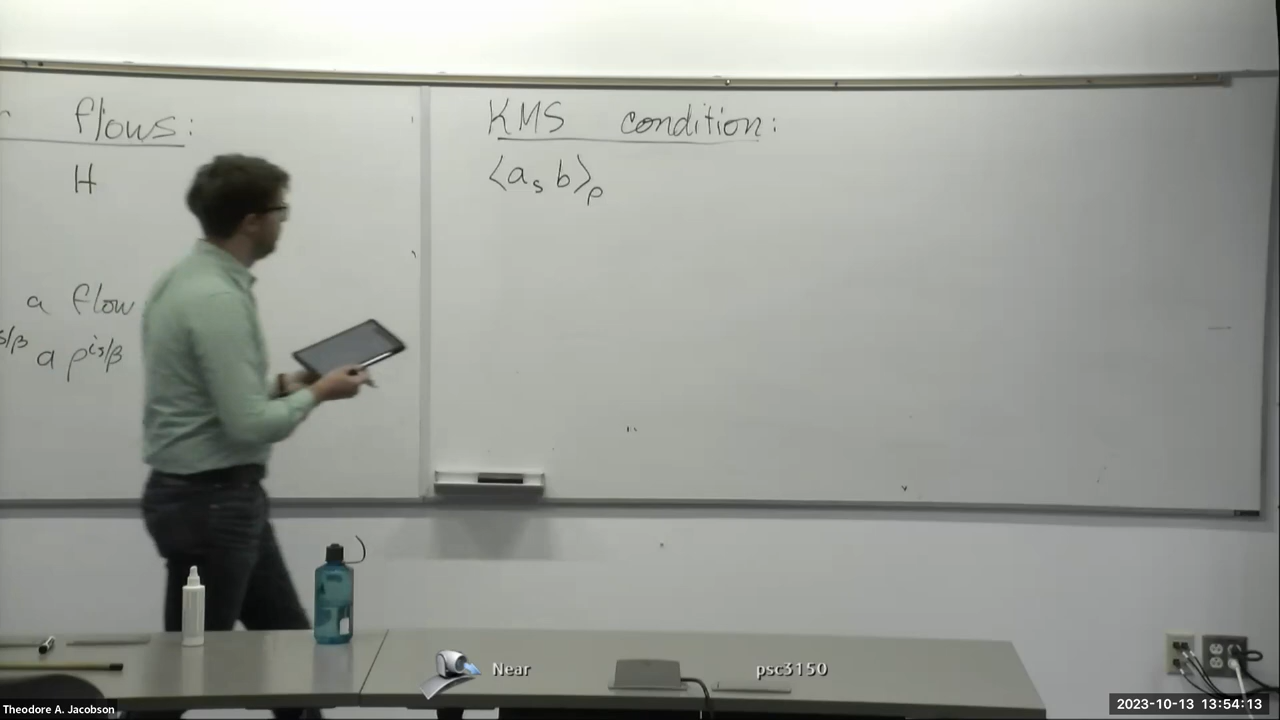 flows:
H
a flow
s/β a ρ^{is/β}
KMS condition:
⟨a_s b⟩_ρ
Near
psc3150
Theodore A. Jacobson
2023-10-13 13:54:13